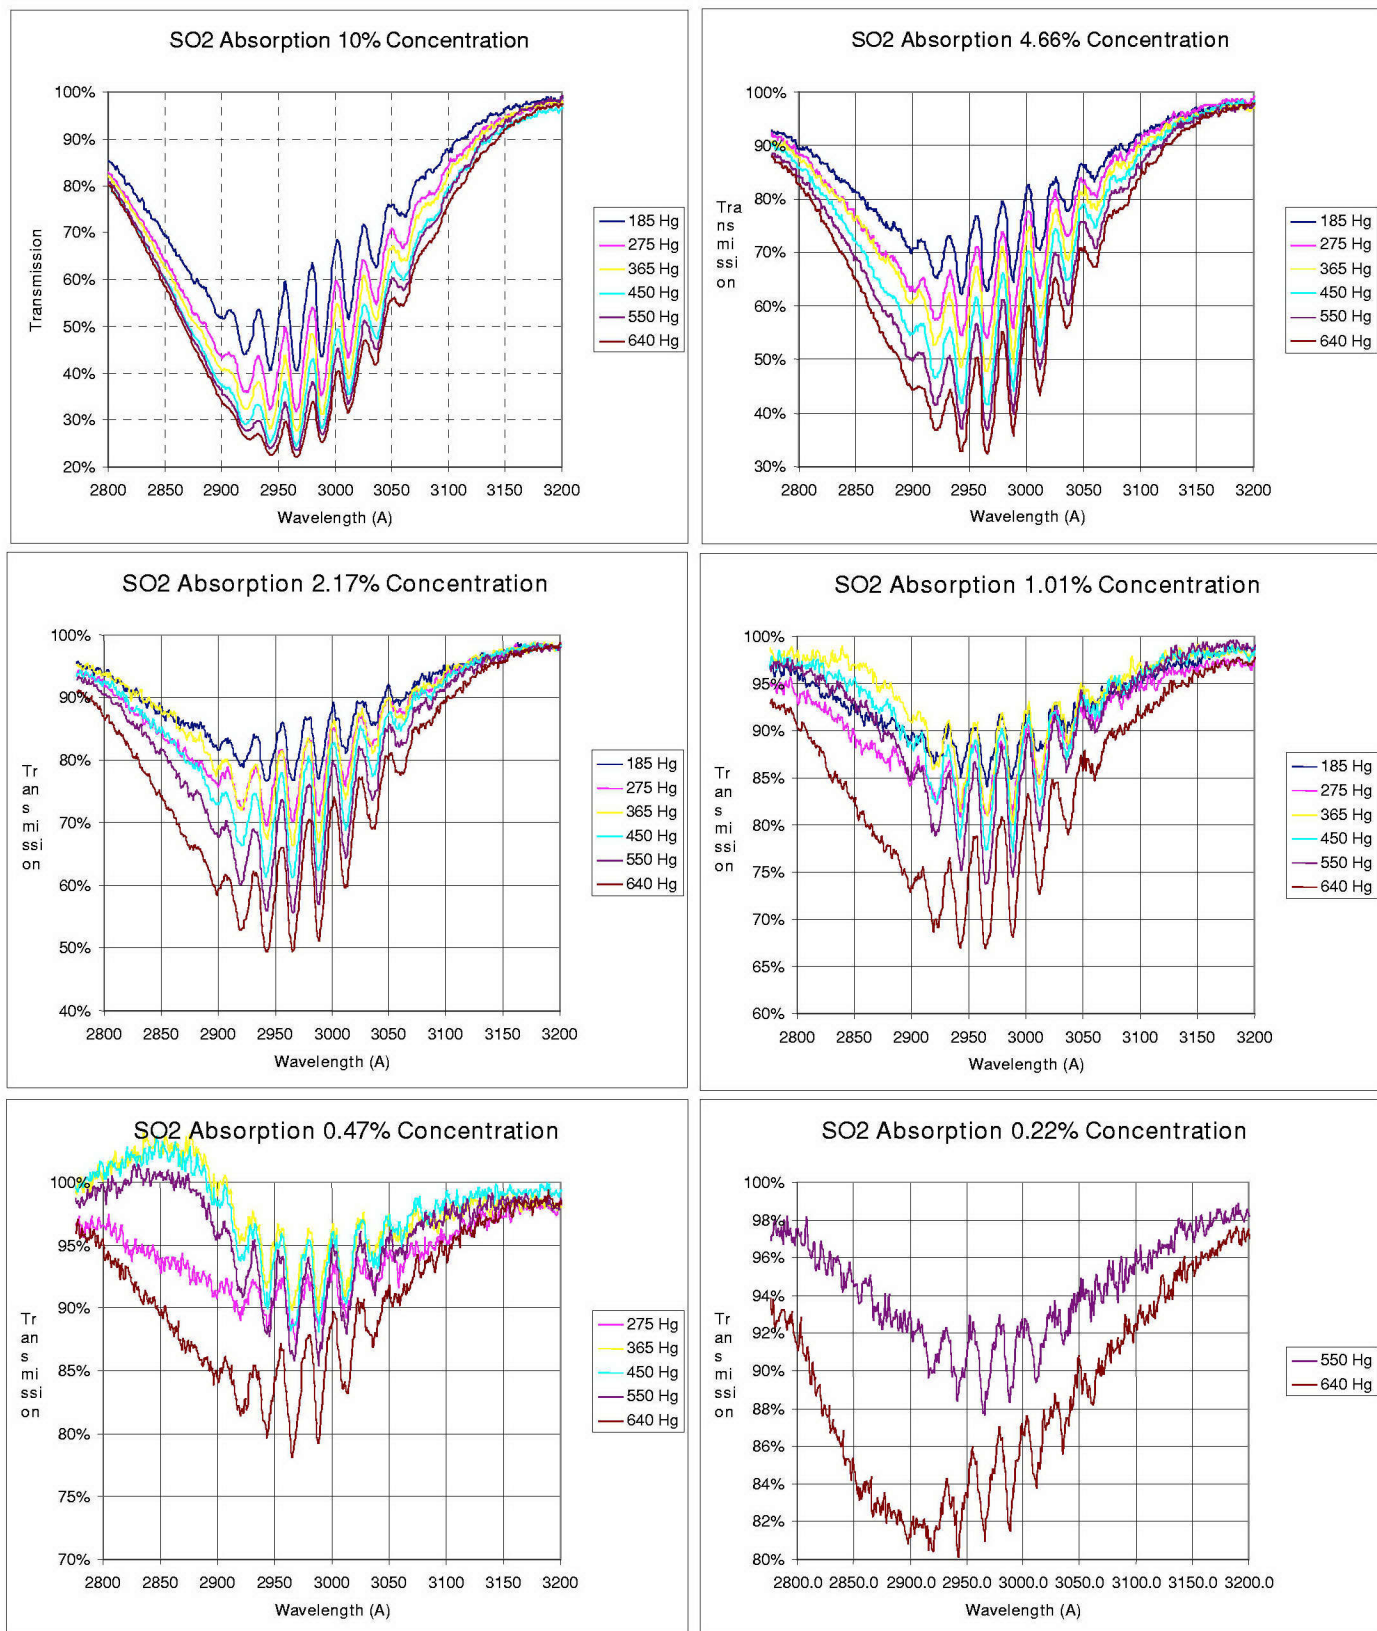 SO2 Absorption 10% Concentration
100%
90%
80%
70%
60%
50%
40%
30%
20%
Transmission
2800 2850 2900 2950 3000 3050 3100 3150 3200
Wavelength (A)
185 Hg
275 Hg
365 Hg
450 Hg
550 Hg
640 Hg
SO2 Absorption 4.66% Concentration
100%
90%
80%
70%
60%
50%
40%
30%
Tra
ns
mi
ssi
on
2800 2850 2900 2950 3000 3050 3100 3150 3200
Wavelength (A)
185 Hg
275 Hg
365 Hg
450 Hg
550 Hg
640 Hg
SO2 Absorption 2.17% Concentration
100%
90%
80%
70%
60%
50%
40%
Tr
an
s
mi
ssi
on
2800 2850 2900 2950 3000 3050 3100 3150 3200
Wavelength (A)
185 Hg
275 Hg
365 Hg
450 Hg
550 Hg
640 Hg
SO2 Absorption 1.01% Concentration
100%
95%
90%
85%
80%
75%
70%
65%
60%
Tr
an
s
mi
ssi
on
2800 2850 2900 2950 3000 3050 3100 3150 3200
Wavelength (A)
185 Hg
275 Hg
365 Hg
450 Hg
550 Hg
640 Hg
SO2 Absorption 0.47% Concentration
100%
95%
90%
85%
80%
75%
70%
Tr
an
s
mi
ssi
on
2800 2850 2900 2950 3000 3050 3100 3150 3200
Wavelength (A)
275 Hg
365 Hg
450 Hg
550 Hg
640 Hg
SO2 Absorption 0.22% Concentration
100%
98%
96%
94%
92%
90%
88%
86%
84%
82%
80%
Tr
an
s
mi
ssi
on
2800.0 2850.0 2900.0 2950.0 3000.0 3050.0 3100.0 3150.0 3200.0
Wavelength (A)
550 Hg
640 Hg